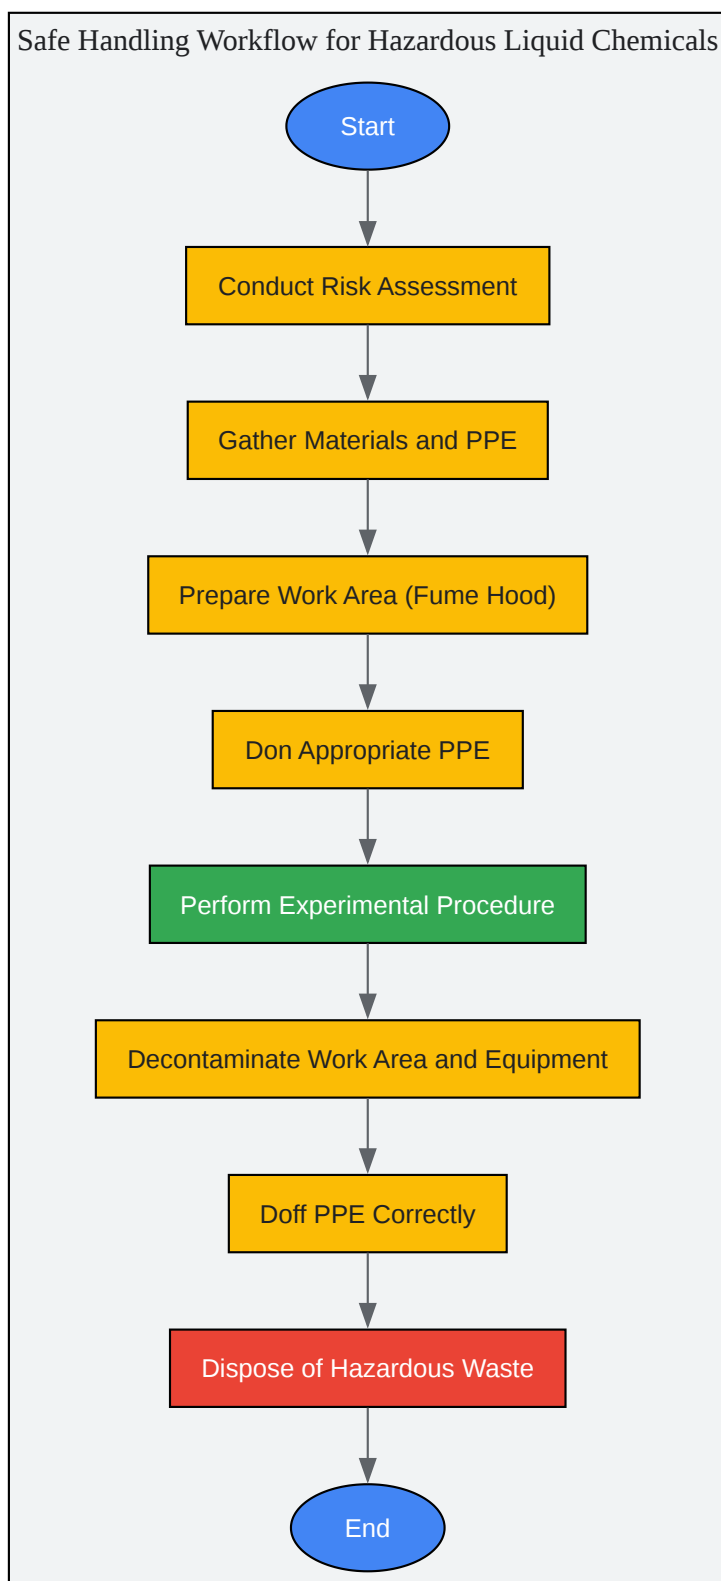 Safe Handling Workflow for Hazardous Liquid Chemicals
Start
Conduct Risk Assessment
Gather Materials and PPE
Prepare Work Area (Fume Hood)
Don Appropriate PPE
Perform Experimental Procedure
Decontaminate Work Area and Equipment
Doff PPE Correctly
Dispose of Hazardous Waste
End